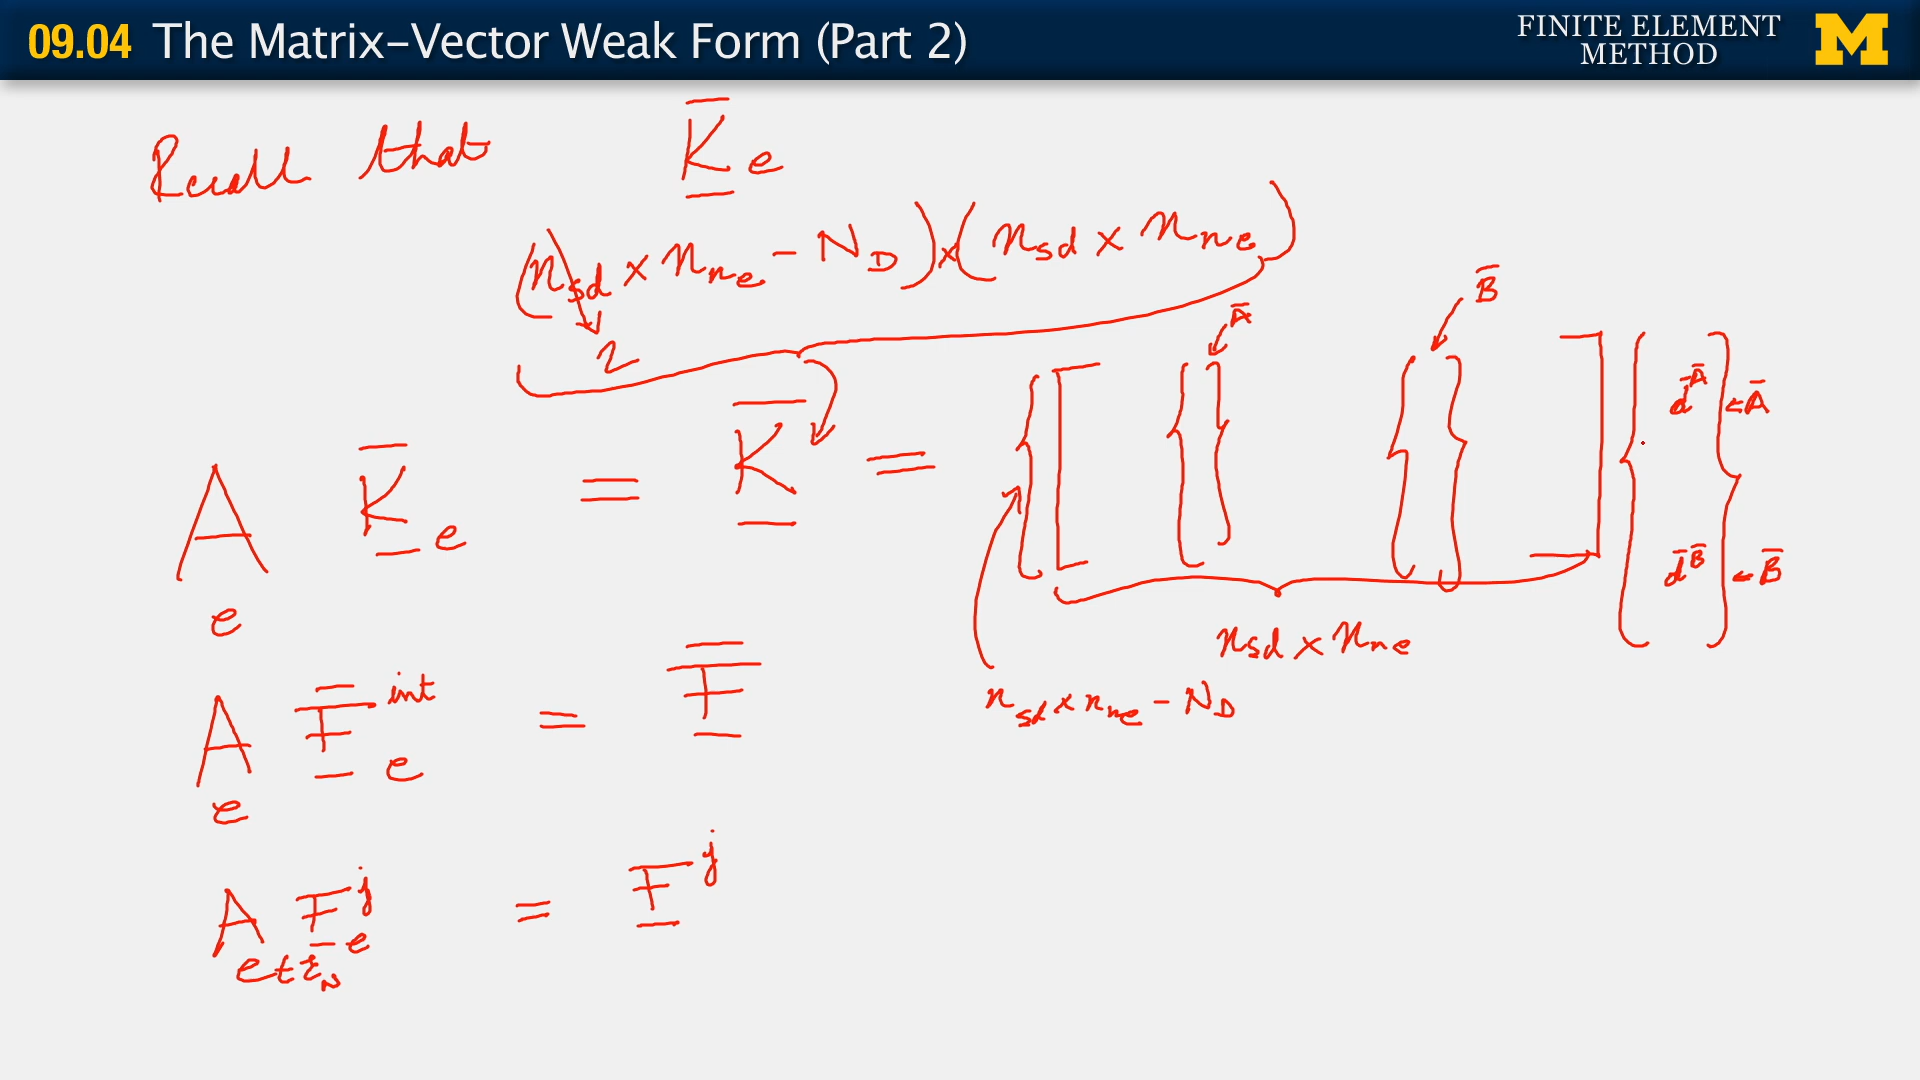 09.04 The Matrix–Vector Weak Form (Part 2)
FINITE ELEMENT METHOD
M
Recall that K̄e
(nsd × nne − ND) × (nsd × nne)
2
A e K̄e = K̄ = [ { } ← Ā { } ← B̄ ] { d̄^Ā ← Ā
d̄^B̄ ← B̄ }
nsd × nne
nsd × nne − ND
A e F̄e^int = F̄
A e F^j e = F^j